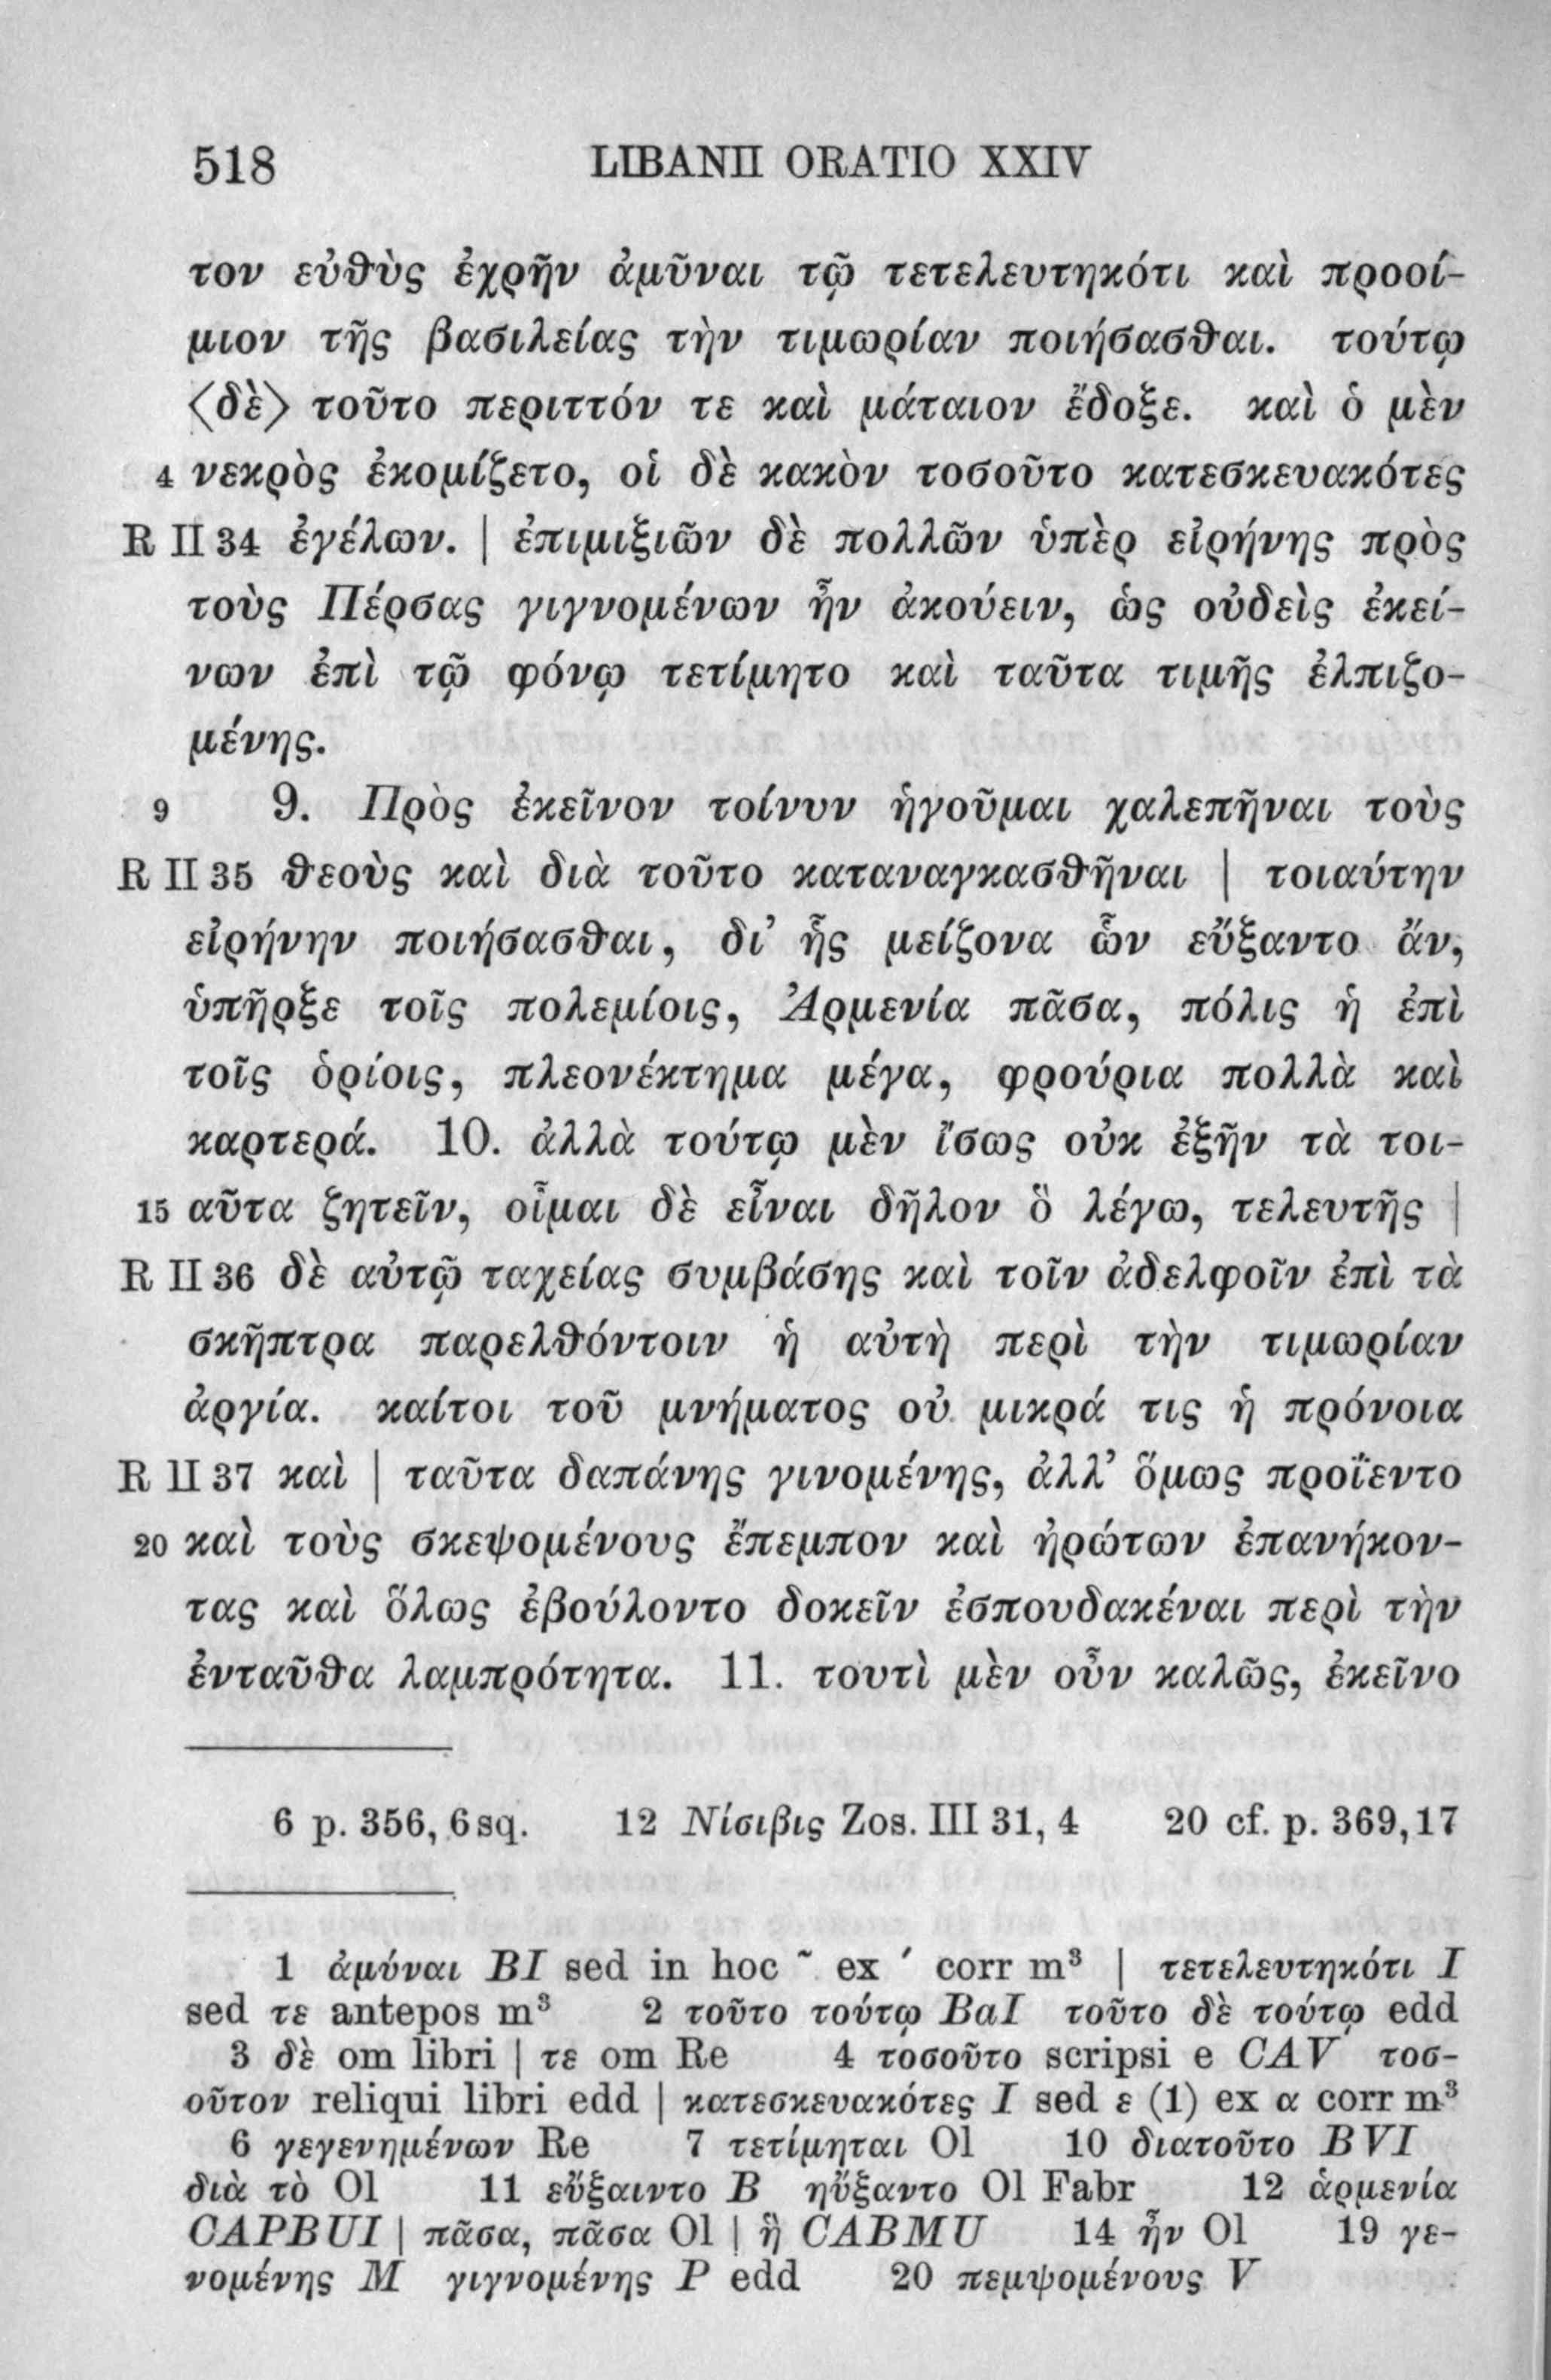 518 LIBANII ORATIO XXIV
τον εὐθὺς ἐχρῆν ἀμῦναι τῷ τετελευτηκότι καὶ προοί-
μιον τῆς βασιλείας τὴν τιμωρίαν ποιήσασθαι. τούτῳ
⟨δὲ⟩ τοῦτο περιττόν τε καὶ μάταιον ἔδοξε. καὶ ὁ μὲν
4 νεκρὸς ἐκομίζετο, οἱ δὲ κακὸν τοσοῦτο κατεσκευακότες
R II 34 ἐγέλων. | ἐπιμιξιῶν δὲ πολλῶν ὑπὲρ εἰρήνης πρὸς
τοὺς Πέρσας γιγνομένων ἦν ἀκούειν, ὡς οὐδεὶς ἐκεί-
νων ἐπὶ τῷ φόνῳ τετίμητο καὶ ταῦτα τιμῆς ἐλπιζο-
μένης.
9 9. Πρὸς ἐκεῖνον τοίνυν ἡγοῦμαι χαλεπῆναι τοὺς
R II 35 θεοὺς καὶ διὰ τοῦτο καταναγκασθῆναι | τοιαύτην
εἰρήνην ποιήσασθαι, δι’ ἧς μείζονα ὧν εὔξαντο ἄν,
ὑπῆρξε τοῖς πολεμίοις, Ἀρμενία πᾶσα, πόλις ἡ ἐπὶ
τοῖς ὁρίοις, πλεονέκτημα μέγα, φρούρια πολλὰ καὶ
καρτερά. 10. ἀλλὰ τούτῳ μὲν ἴσως οὐκ ἐξῆν τὰ τοι-
15 αῦτα ζητεῖν, οἶμαι δὲ εἶναι δῆλον ὃ λέγω, τελευτῆς |
R II 36 δὲ αὐτῷ ταχείας συμβάσης καὶ τοῖν ἀδελφοῖν ἐπὶ τὰ
σκῆπτρα παρελθόντοιν ἡ αὐτὴ περὶ τὴν τιμωρίαν
ἀργία. καίτοι τοῦ μνήματος οὐ μικρά τις ἡ πρόνοια
R II 37 καὶ | ταῦτα δαπάνης γινομένης, ἀλλ’ ὅμως προΐεντο
20 καὶ τοὺς σκεψομένους ἔπεμπον καὶ ἠρώτων ἐπανήκον-
τας καὶ ὅλως ἐβούλοντο δοκεῖν ἐσπουδακέναι περὶ τὴν
ἐνταῦθα λαμπρότητα. 11. τουτὶ μὲν οὖν καλῶς, ἐκεῖνο
6 p. 356, 6 sq. 12 Νίσιβις Zos. III 31, 4 20 cf. p. 369,17
1 ἀμύναι BI sed in hoc ῀ ex ΄ corr m³ | τετελευτηκότι I
sed τε antepos m³ 2 τοῦτο τούτῳ BaI τοῦτο δὲ τούτῳ edd
3 δὲ om libri | τε om Re 4 τοσοῦτο scripsi e CAV τοσ-
οῦτον reliqui libri edd | κατεσκευακότες I sed ε (1) ex α corr m³
6 γεγενημένων Re 7 τετίμηται Ol 10 διατοῦτο BVI
διὰ τὸ Ol 11 εὔξαιντο B ηὔξαντο Ol Fabr 12 ἁρμενία
CAPBUI | πᾶσα, πᾶσα Ol | ἢ CABMU 14 ἦν Ol 19 γε-
νομένης M γιγνομένης P edd 20 πεμψομένους V